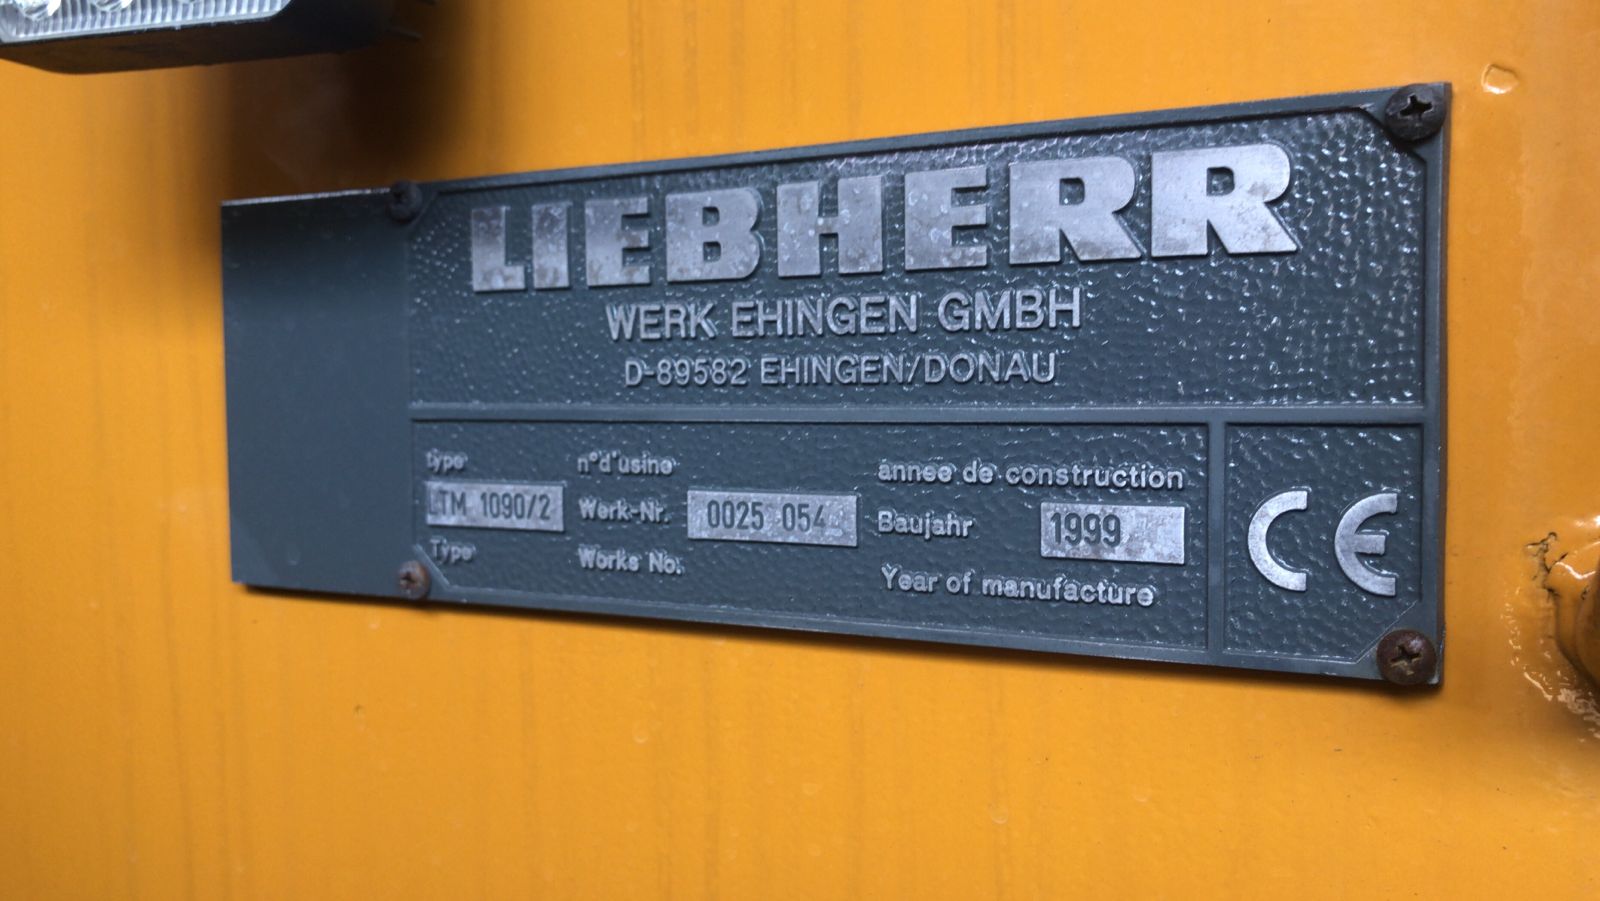 LIEBHERR
WERK EHINGEN GMBH
D-89582 EHINGEN/DONAU
type
LTM 1090/2
Type
n°d'usine
Werk-Nr. 0025 054
Works No.
annee de construction
Baujahr 1999
Year of manufacture
CE